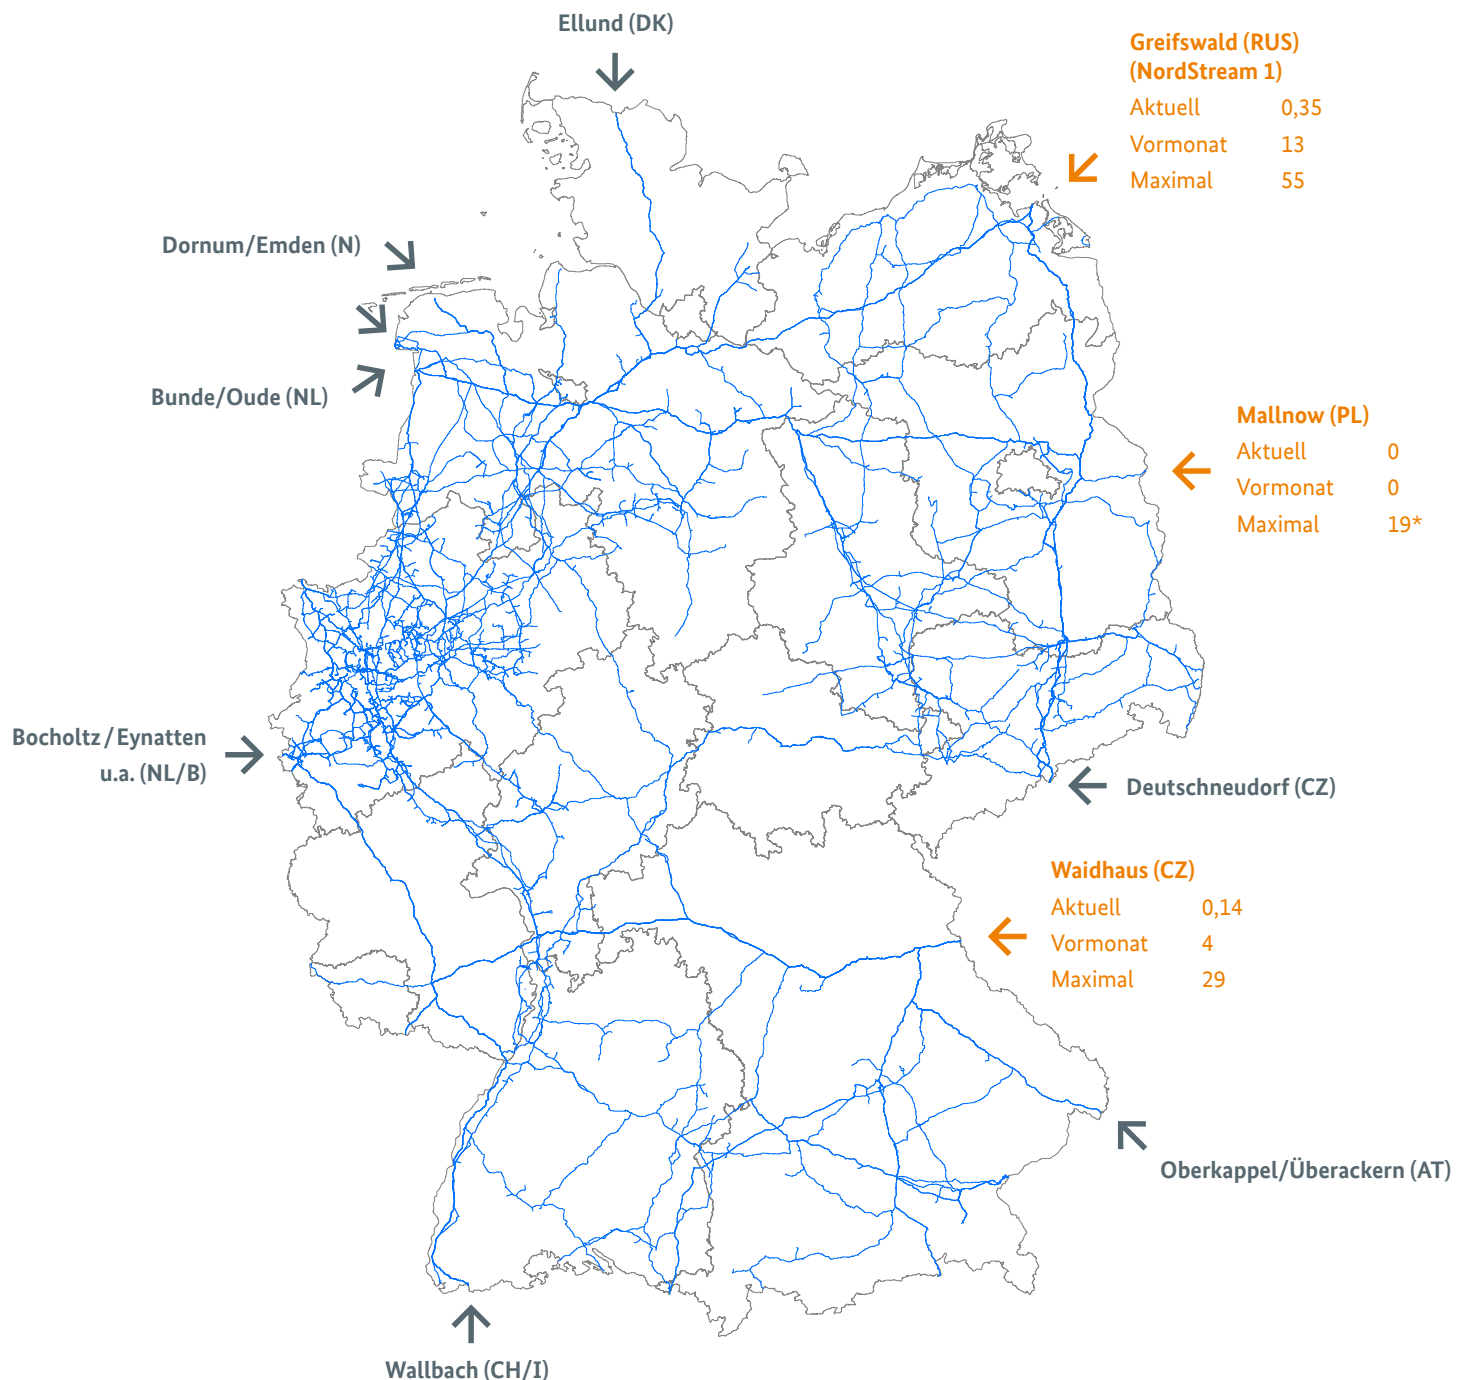 Ellund (DK)
Greifswald (RUS)
(NordStream 1)
Aktuell 0,35
Vormonat 13
Maximal 55
Dornum/Emden (N)
Bunde/Oude (NL)
Mallnow (PL)
Aktuell 0
Vormonat 0
Maximal 19*
Bocholtz / Eynatten
u.a. (NL/B)
Deutschneudorf (CZ)
Waidhaus (CZ)
Aktuell 0,14
Vormonat 4
Maximal 29
Oberkappel/Überackern (AT)
Wallbach (CH/I)